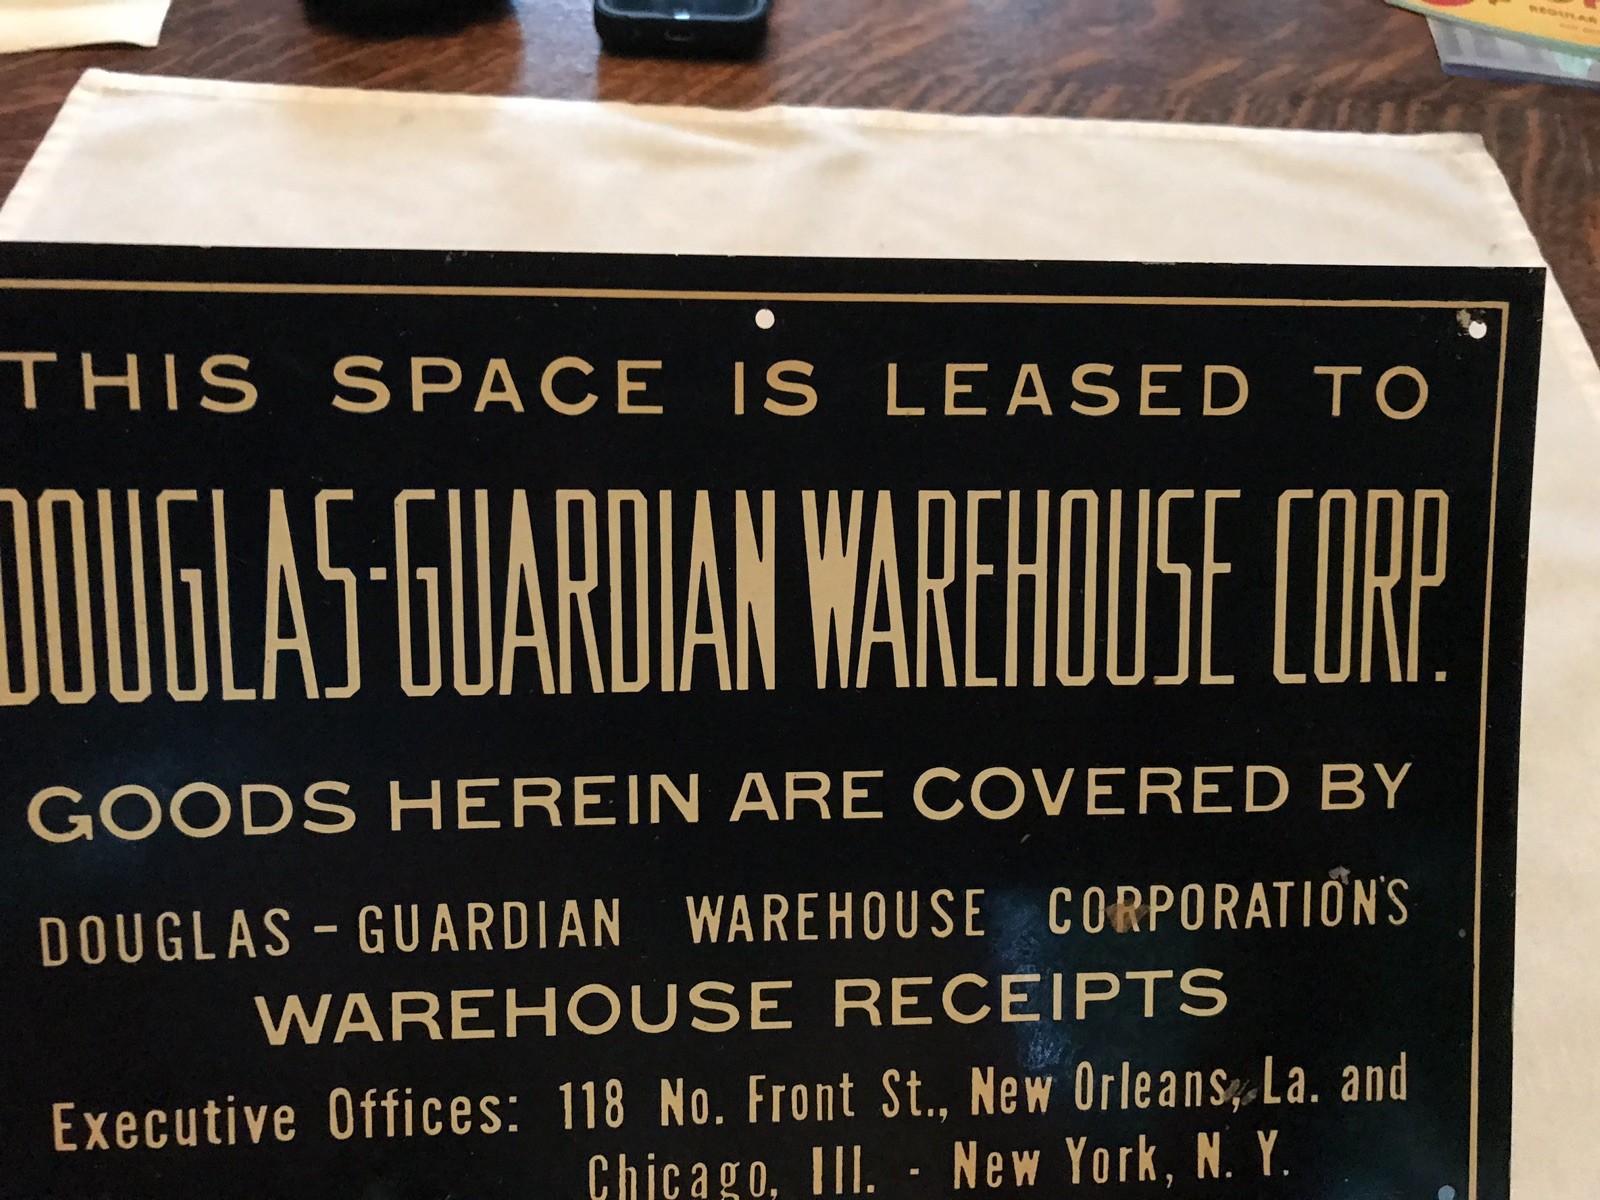 REGULAR
THIS SPACE IS LEASED TO
DOUGLAS-GUARDIAN WAREHOUSE CORP.
GOODS HEREIN ARE COVERED BY
DOUGLAS-GUARDIAN WAREHOUSE CORPORATION'S
WAREHOUSE RECEIPTS
Executive Offices: 118 No. Front St., New Orleans, La. and
Chicago, Ill. - New York, N. Y.